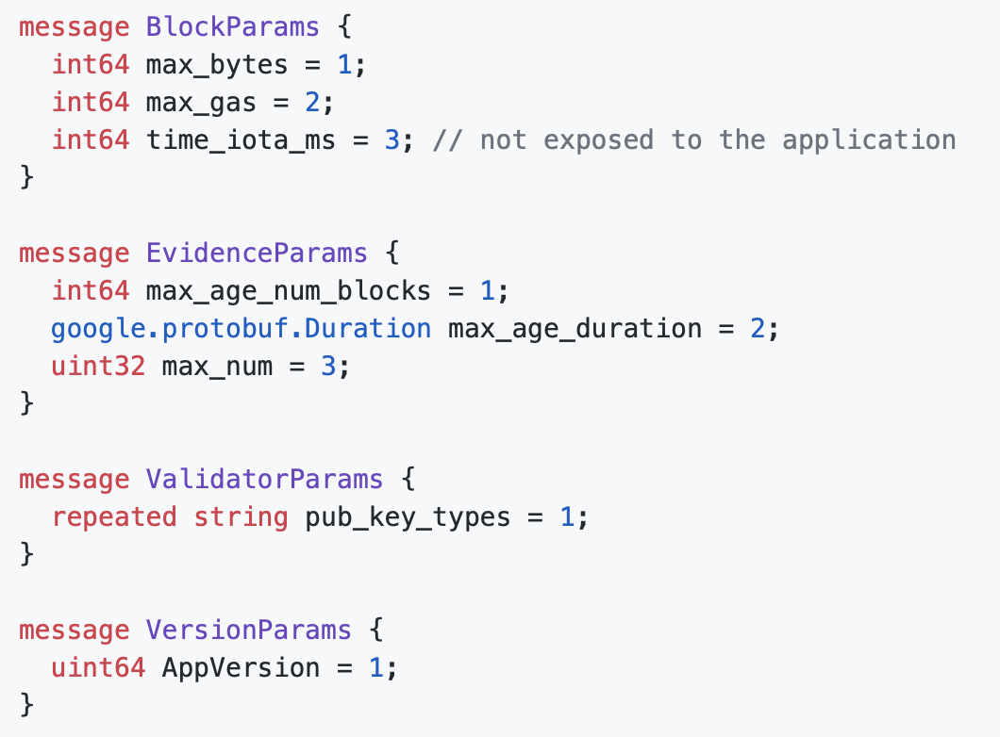 message BlockParams {
  int64 max_bytes = 1;
  int64 max_gas = 2;
  int64 time_iota_ms = 3; // not exposed to the application
}

message EvidenceParams {
  int64 max_age_num_blocks = 1;
  google.protobuf.Duration max_age_duration = 2;
  uint32 max_num = 3;
}

message ValidatorParams {
  repeated string pub_key_types = 1;
}

message VersionParams {
  uint64 AppVersion = 1;
}